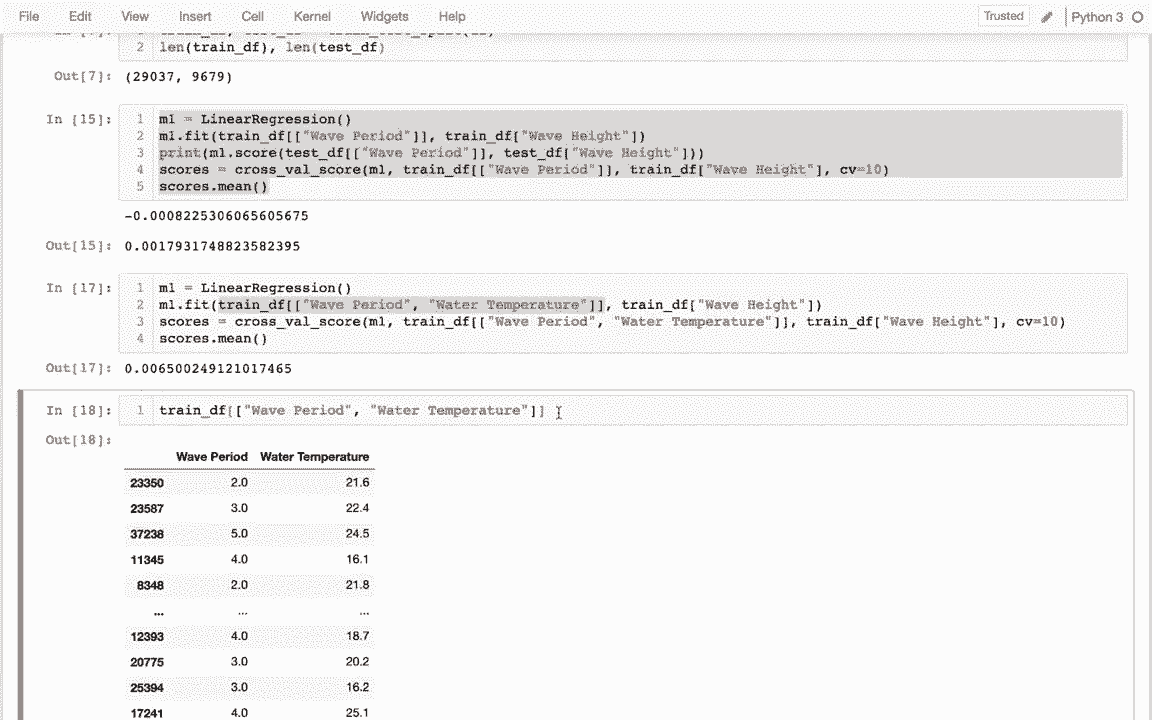 File Edit View Insert Cell Kernel Widgets Help Trusted Python 3
2 len(train_df), len(test_df)
Out[7]: (29037, 9679)
In [15]: 1 m1 = LinearRegression()
2 m1.fit(train_df[["Wave Period"]], train_df["Wave Height"])
3 print(m1.score(test_df[["Wave Period"]], test_df["Wave Height"]))
4 scores = cross_val_score(m1, train_df[["Wave Period"]], train_df["Wave Height"], cv=10)
5 scores.mean()
-0.0008225306065605675
Out[15]: 0.0017931748823582395
In [17]: 1 m1 = LinearRegression()
2 m1.fit(train_df[["Wave Period", "Water Temperature"]], train_df["Wave Height"])
3 scores = cross_val_score(m1, train_df[["Wave Period", "Water Temperature"]], train_df["Wave Height"], cv=10)
4 scores.mean()
Out[17]: 0.006500249121017465
In [18]: 1 train_df[["Wave Period", "Water Temperature"]]
Out[18]:
Wave Period Water Temperature
23350 2.0 21.6
23587 3.0 22.4
37238 5.0 24.5
11345 4.0 16.1
8348 2.0 21.8
... ... ...
12393 4.0 18.7
20775 3.0 20.2
25394 3.0 16.2
17241 4.0 25.1